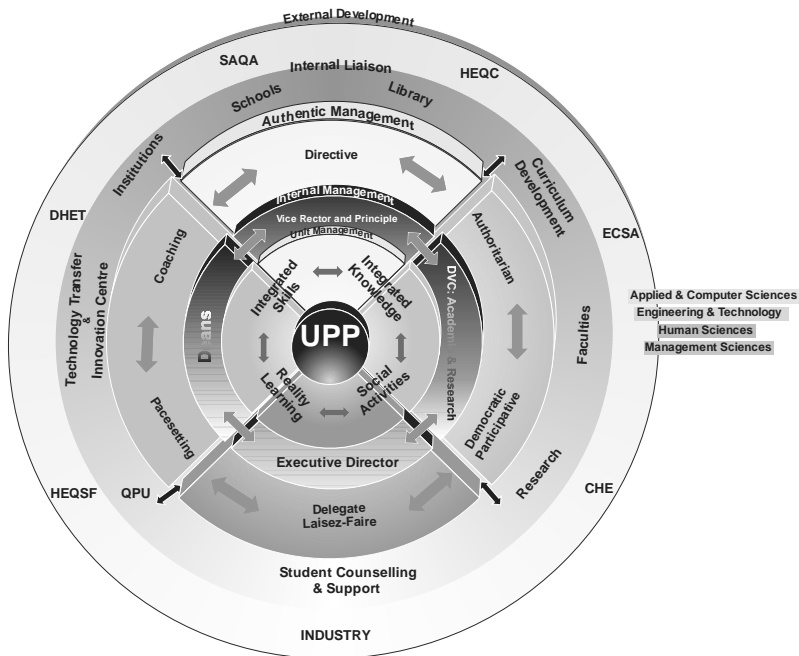 External Development
SAQA
HEQC
Internal Liaison
Schools
Library
Authentic Management
Institutions
Directive
Curriculum
Development
Internal Management
Vice Rector and Principle
Unit Management
DHET
ECSA
Coaching
Authoritarian
Integrated
Skills
Integrated
Knowledge
Technology Transfer
&
Innovation Centre
Deans
UPP
DVC: Academic & Research
Faculties
Applied & Computer Sciences
Engineering & Technology
Human Sciences
Management Sciences
Reality
Learning
Social
Activities
Pacesetting
Democratic
Participative
Executive Director
HEQSF
QPU
Research
CHE
Delegate
Laisez-Faire
Student Counselling
& Support
INDUSTRY